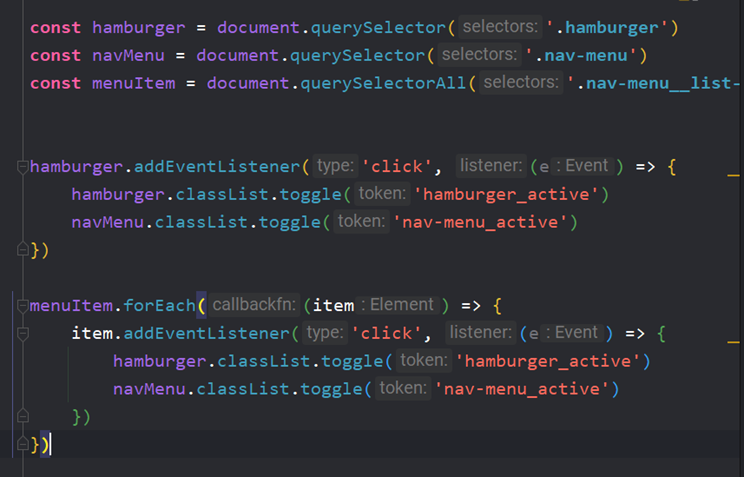 const hamburger = document.querySelector( selectors: '.hamburger')
const navMenu = document.querySelector( selectors: '.nav-menu')
const menuItem = document.querySelectorAll( selectors: '.nav-menu__list-
hamburger.addEventListener( type: 'click', listener: (e : Event ) => {
hamburger.classList.toggle( token: 'hamburger_active')
navMenu.classList.toggle( token: 'nav-menu_active')
})
menuItem.forEach( callbackfn: (item : Element ) => {
item.addEventListener( type: 'click', listener: (e : Event ) => {
hamburger.classList.toggle( token: 'hamburger_active')
navMenu.classList.toggle( token: 'nav-menu_active')
})
})